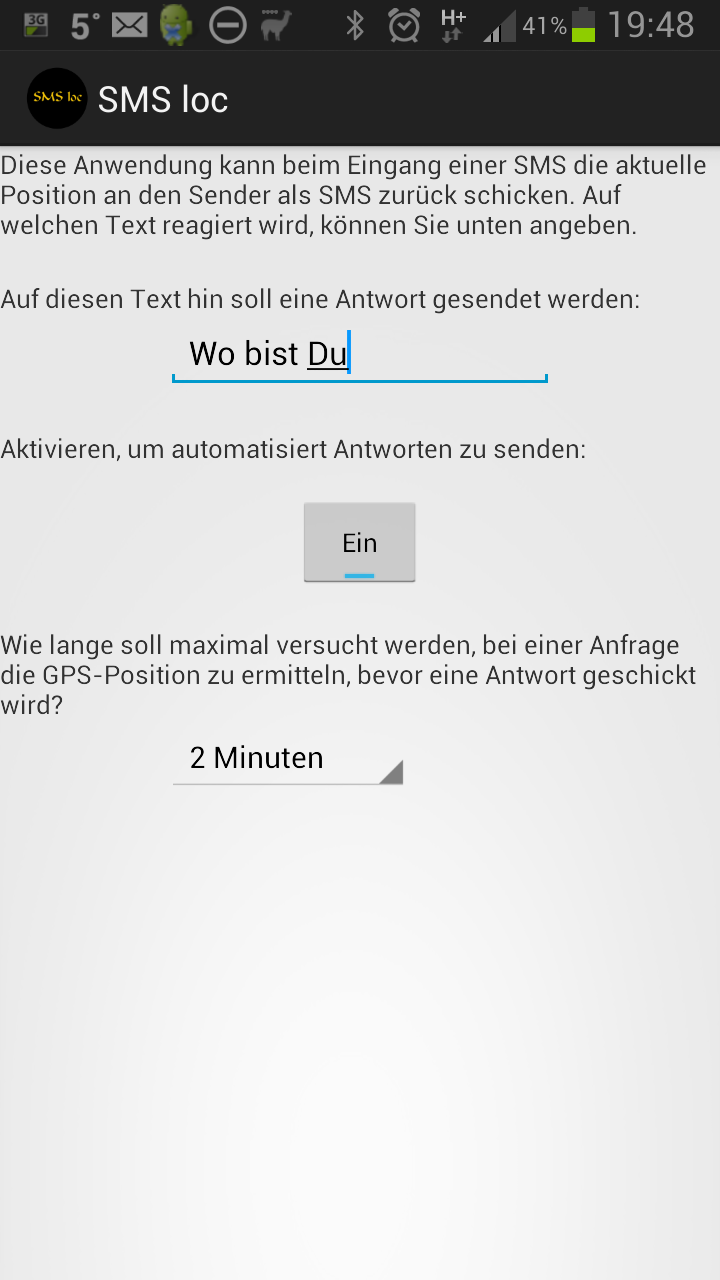 3G 5° H+ 41% 19:48
SMS loc SMS loc
Diese Anwendung kann beim Eingang einer SMS die aktuelle
Position an den Sender als SMS zurück schicken. Auf
welchen Text reagiert wird, können Sie unten angeben.
Auf diesen Text hin soll eine Antwort gesendet werden:
Wo bist Du
Aktivieren, um automatisiert Antworten zu senden:
Ein
Wie lange soll maximal versucht werden, bei einer Anfrage
die GPS-Position zu ermitteln, bevor eine Antwort geschickt
wird?
2 Minuten